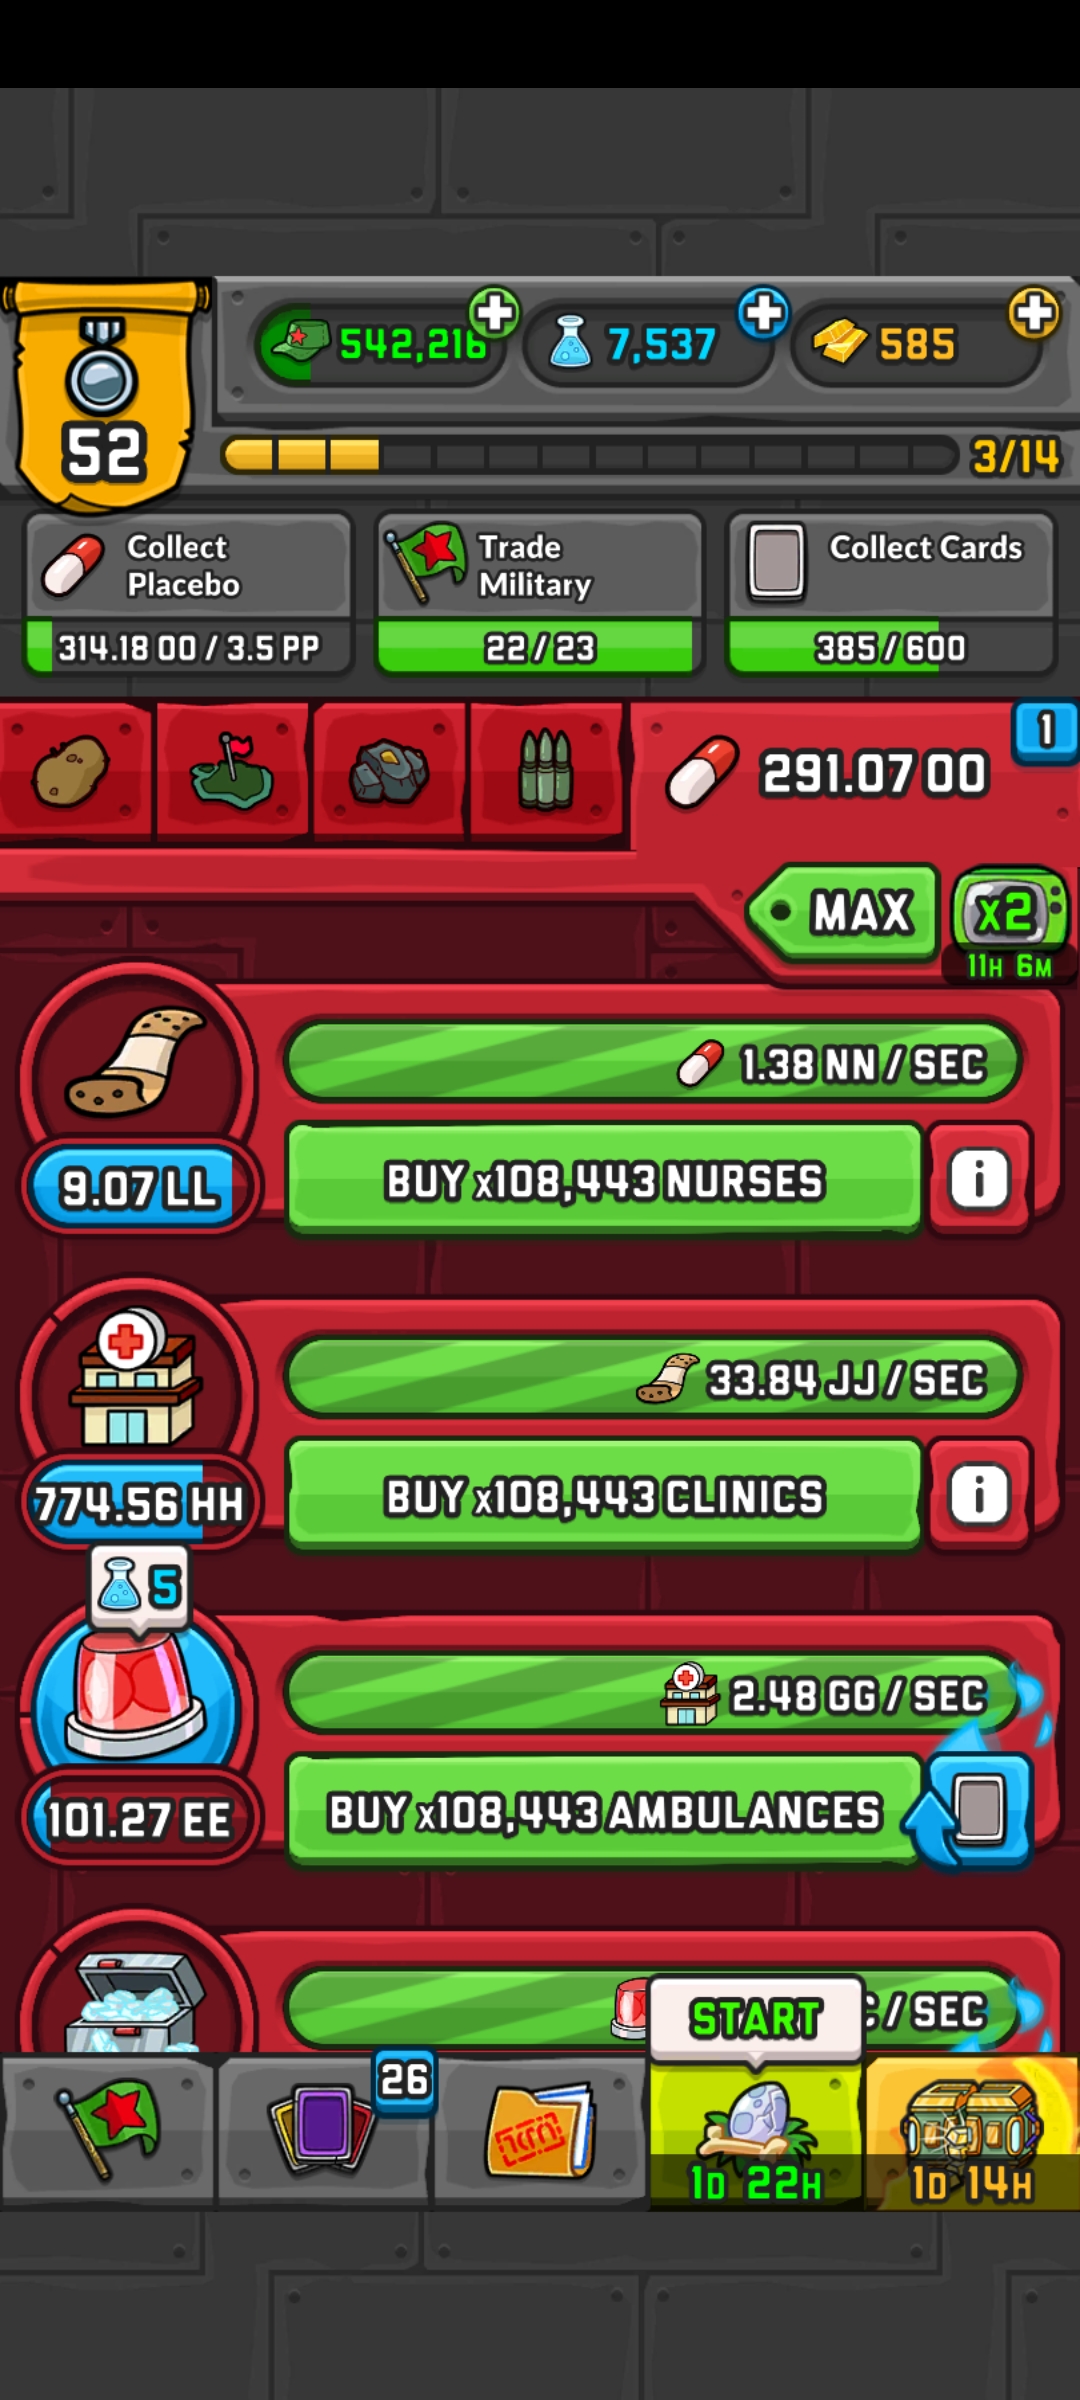 542,216
7,537
585
52
3/14
Collect
Placebo
314.18 OO / 3.5 PP
Trade
Military
22 / 23
Collect Cards
385 / 600
291.07 OO
1
MAX
x2
11H 6M
1.38 NN / SEC
9.07 LL
BUY x108,443 NURSES
i
33.84 JJ / SEC
774.56 HH
BUY x108,443 CLINICS
i
5
2.48 GG / SEC
101.27 EE
BUY x108,443 AMBULANCES
/ SEC
START
26
1D 22H
1D 14H